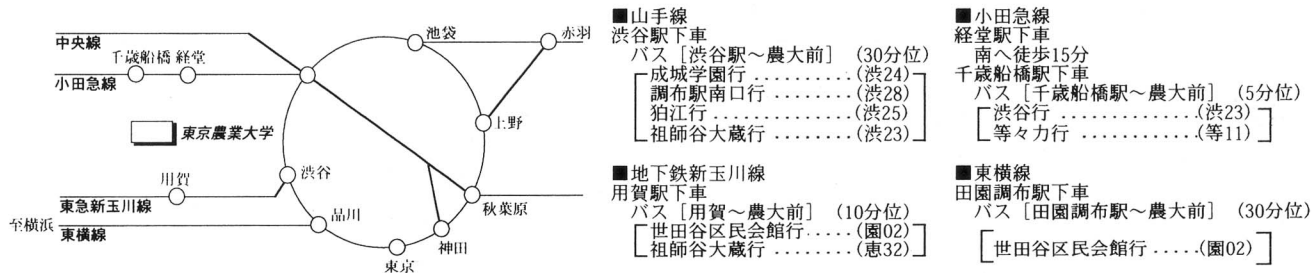 中央線
千歳船橋 経堂
小田急線
東京農業大学
用賀
東急新玉川線
至横浜
東横線
池袋
赤羽
上野
渋谷
品川
秋葉原
神田
東京
■山手線
渋谷駅下車
バス［渋谷駅～農大前］（30分位）
成城学園行 ..........(渋24)
調布駅南口行 ........(渋28)
狛江行 ..............(渋25)
祖師谷大蔵行 ........(渋23)
■地下鉄新玉川線
用賀駅下車
バス［用賀～農大前］（10分位）
世田谷区民会館行.....(園02)
祖師谷大蔵行 ........(恵32)
■小田急線
経堂駅下車
南へ徒歩15分
千歳船橋駅下車
バス［千歳船橋駅～農大前］（5分位）
渋谷行 ..............(渋23)
等々力行 ............(等11)
■東横線
田園調布駅下車
バス［田園調布駅～農大前］（30分位）
世田谷区民会館行 .....(園02)